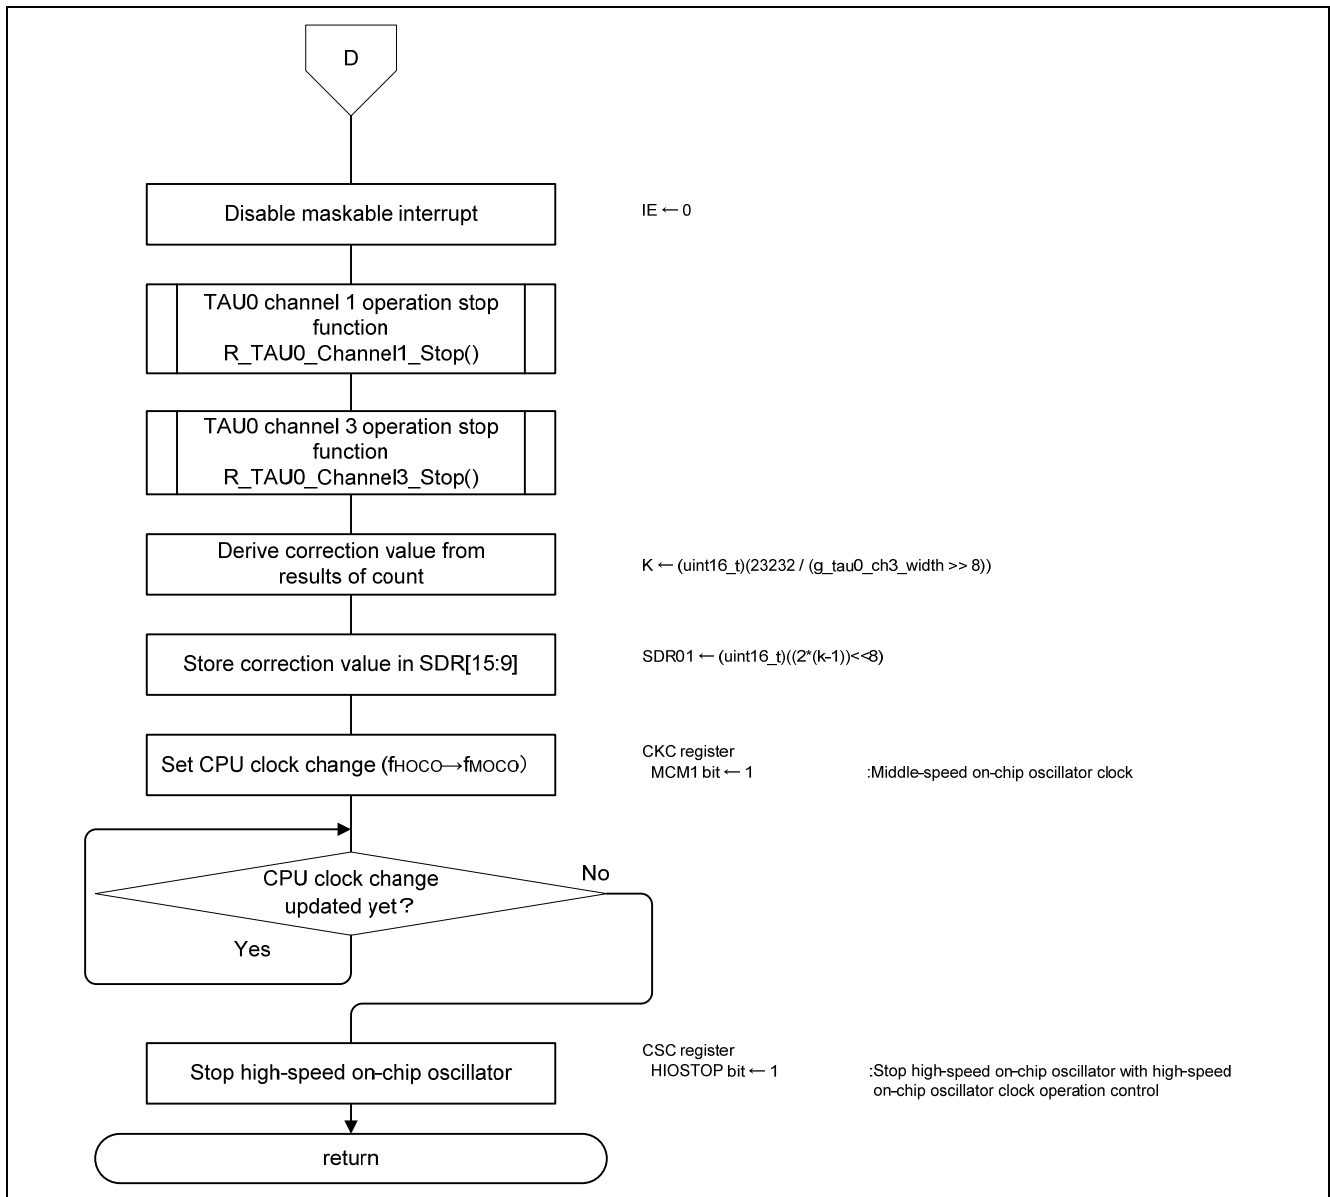 D
Disable maskable interrupt
IE ← 0
TAU0 channel 1 operation stop
function
R_TAU0_Channel1_Stop()
TAU0 channel 3 operation stop
function
R_TAU0_Channel3_Stop()
Derive correction value from
results of count
K ← (uint16_t)(23232 / (g_tau0_ch3_width >> 8))
Store correction value in SDR[15:9]
SDR01 ← (uint16_t)((2*(k-1))<<8)
Set CPU clock change (fHOCO→fMOCO)
CKC register
MCM1 bit ← 1 :Middle-speed on-chip oscillator clock
CPU clock change
updated yet?
No
Yes
Stop high-speed on-chip oscillator
CSC register
HIOSTOP bit ← 1 :Stop high-speed on-chip oscillator with high-speed
on-chip oscillator clock operation control
return